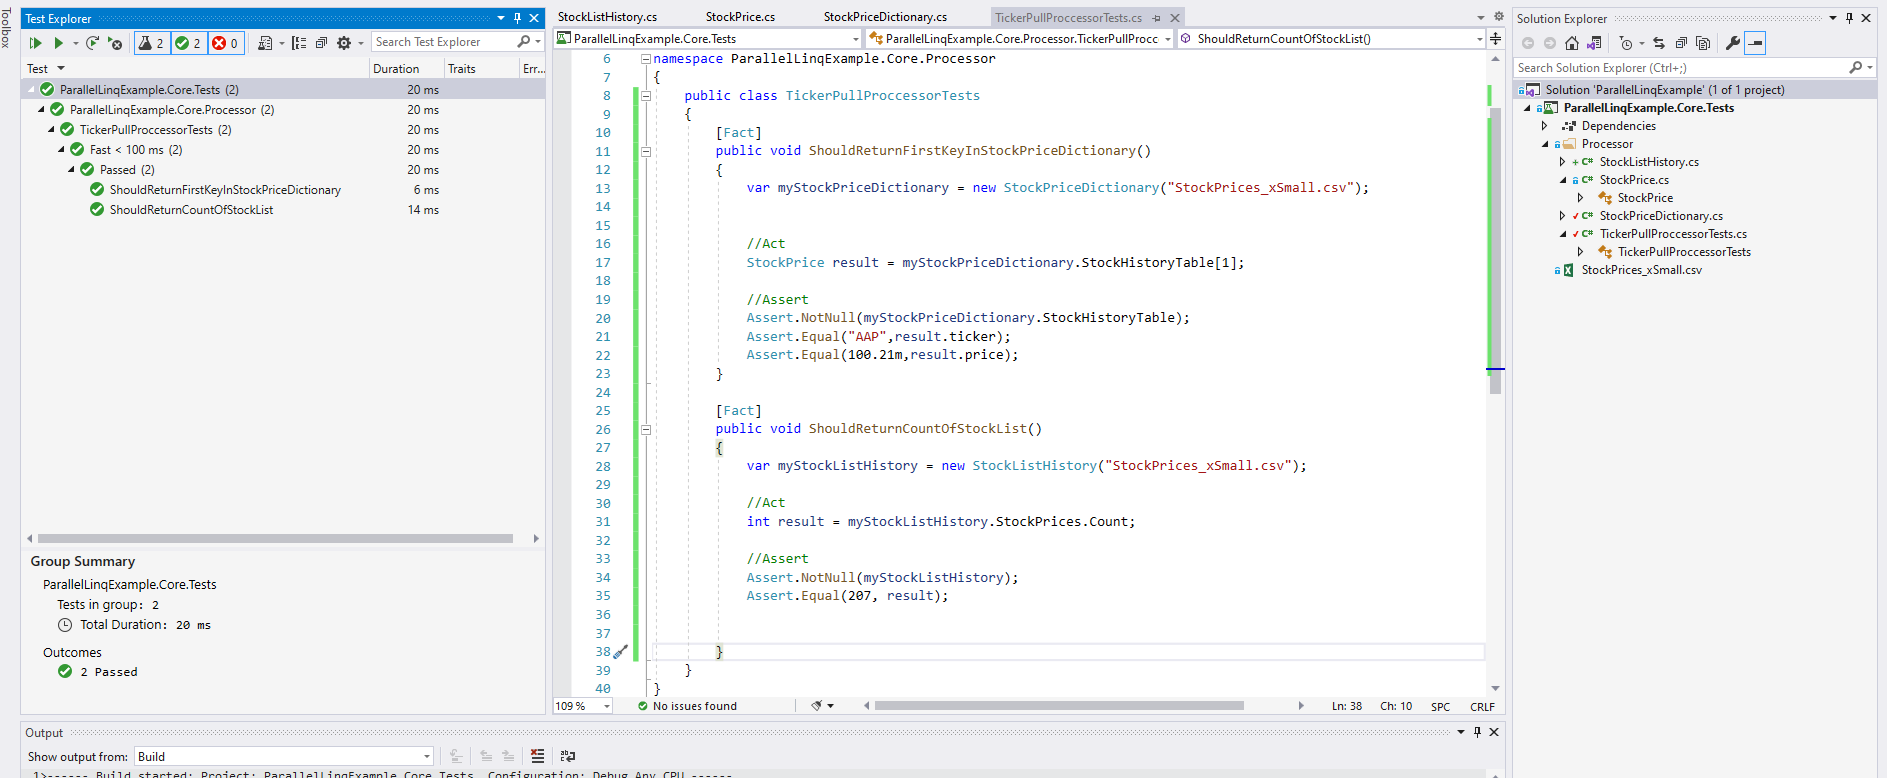 Toolbox
Test Explorer
2 2 0
Search Test Explorer
Test Duration Traits Err...
ParallelLinqExample.Core.Tests (2) 20 ms
ParallelLinqExample.Core.Processor (2) 20 ms
TickerPullProccessorTests (2) 20 ms
Fast < 100 ms (2) 20 ms
Passed (2) 20 ms
ShouldReturnFirstKeyInStockPriceDictionary 6 ms
ShouldReturnCountOfStockList 14 ms
Group Summary
ParallelLinqExample.Core.Tests
Tests in group: 2
Total Duration: 20 ms
Outcomes
2 Passed
StockListHistory.cs StockPrice.cs StockPriceDictionary.cs TickerPullProccessorTests.cs
ParallelLinqExample.Core.Tests ParallelLinqExample.Core.Processor.TickerPullProcc ShouldReturnCountOfStockList()
6 namespace ParallelLinqExample.Core.Processor
7 {
8 public class TickerPullProccessorTests
9 {
10 [Fact]
11 public void ShouldReturnFirstKeyInStockPriceDictionary()
12 {
13 var myStockPriceDictionary = new StockPriceDictionary("StockPrices_xSmall.csv");
14
15
16 //Act
17 StockPrice result = myStockPriceDictionary.StockHistoryTable[1];
18
19 //Assert
20 Assert.NotNull(myStockPriceDictionary.StockHistoryTable);
21 Assert.Equal("AAP",result.ticker);
22 Assert.Equal(100.21m,result.price);
23 }
24
25 [Fact]
26 public void ShouldReturnCountOfStockList()
27 {
28 var myStockListHistory = new StockListHistory("StockPrices_xSmall.csv");
29
30 //Act
31 int result = myStockListHistory.StockPrices.Count;
32
33 //Assert
34 Assert.NotNull(myStockListHistory);
35 Assert.Equal(207, result);
36
37
38 }
39 }
40 }
109 % No issues found Ln: 38 Ch: 10 SPC CRLF
Solution Explorer
Search Solution Explorer (Ctrl+;)
Solution 'ParallelLinqExample' (1 of 1 project)
ParallelLinqExample.Core.Tests
Dependencies
Processor
C# StockListHistory.cs
C# StockPrice.cs
StockPrice
C# StockPriceDictionary.cs
C# TickerPullProccessorTests.cs
TickerPullProccessorTests
StockPrices_xSmall.csv
Output
Show output from: Build
1>------ Build started: Project: ParallelLinqExample.Core.Tests, Configuration: Debug Any CPU ------